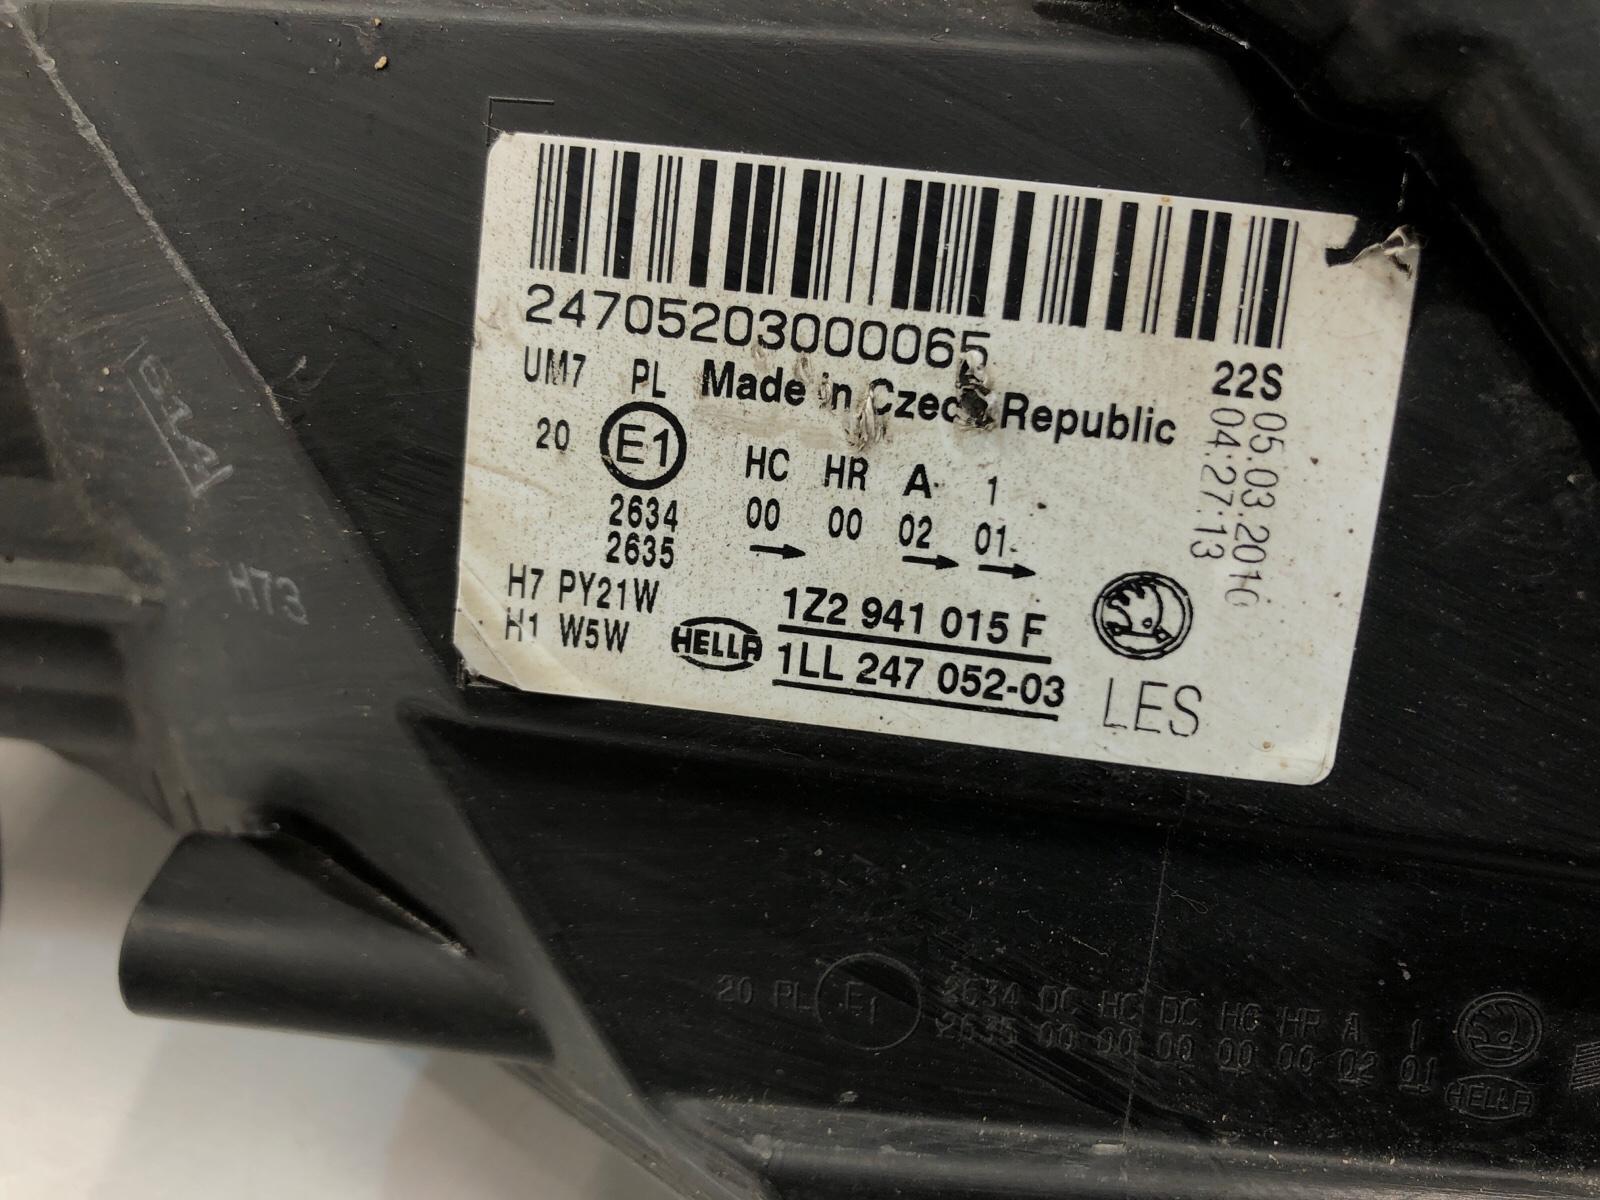 24705203000065
UM7 PL Made in Czech Republic 22S
05.03.2010
04:27:13
20 E1 HC HR A 1
2634 00 00 02 01
2635
H7 PY21W 1Z2 941 015 F
H1 W5W HELLA 1LL 247 052-03 LES
H73
20 PL E1 2634 DC HC DC HC HR A 1
2635 00 00 00 00 00 02 01
HELLA